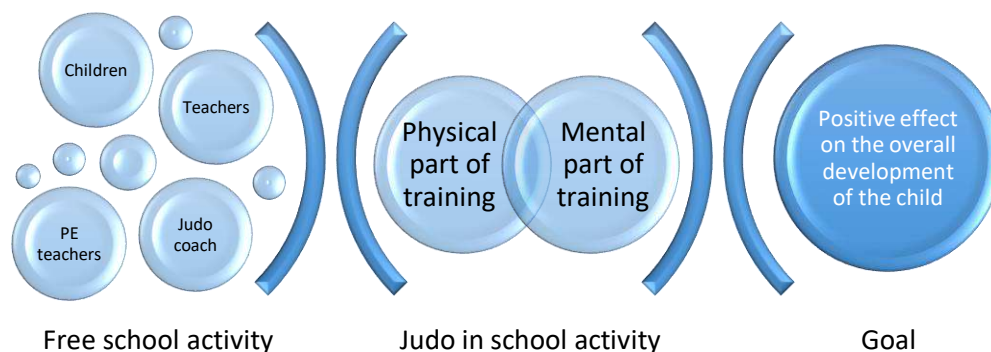 Children
Teachers
PE
teachers
Judo
coach
Free school activity
Physical
part of
training
Mental
part of
training
Judo in school activity
Positive effect
on the overall
development
of the child
Goal